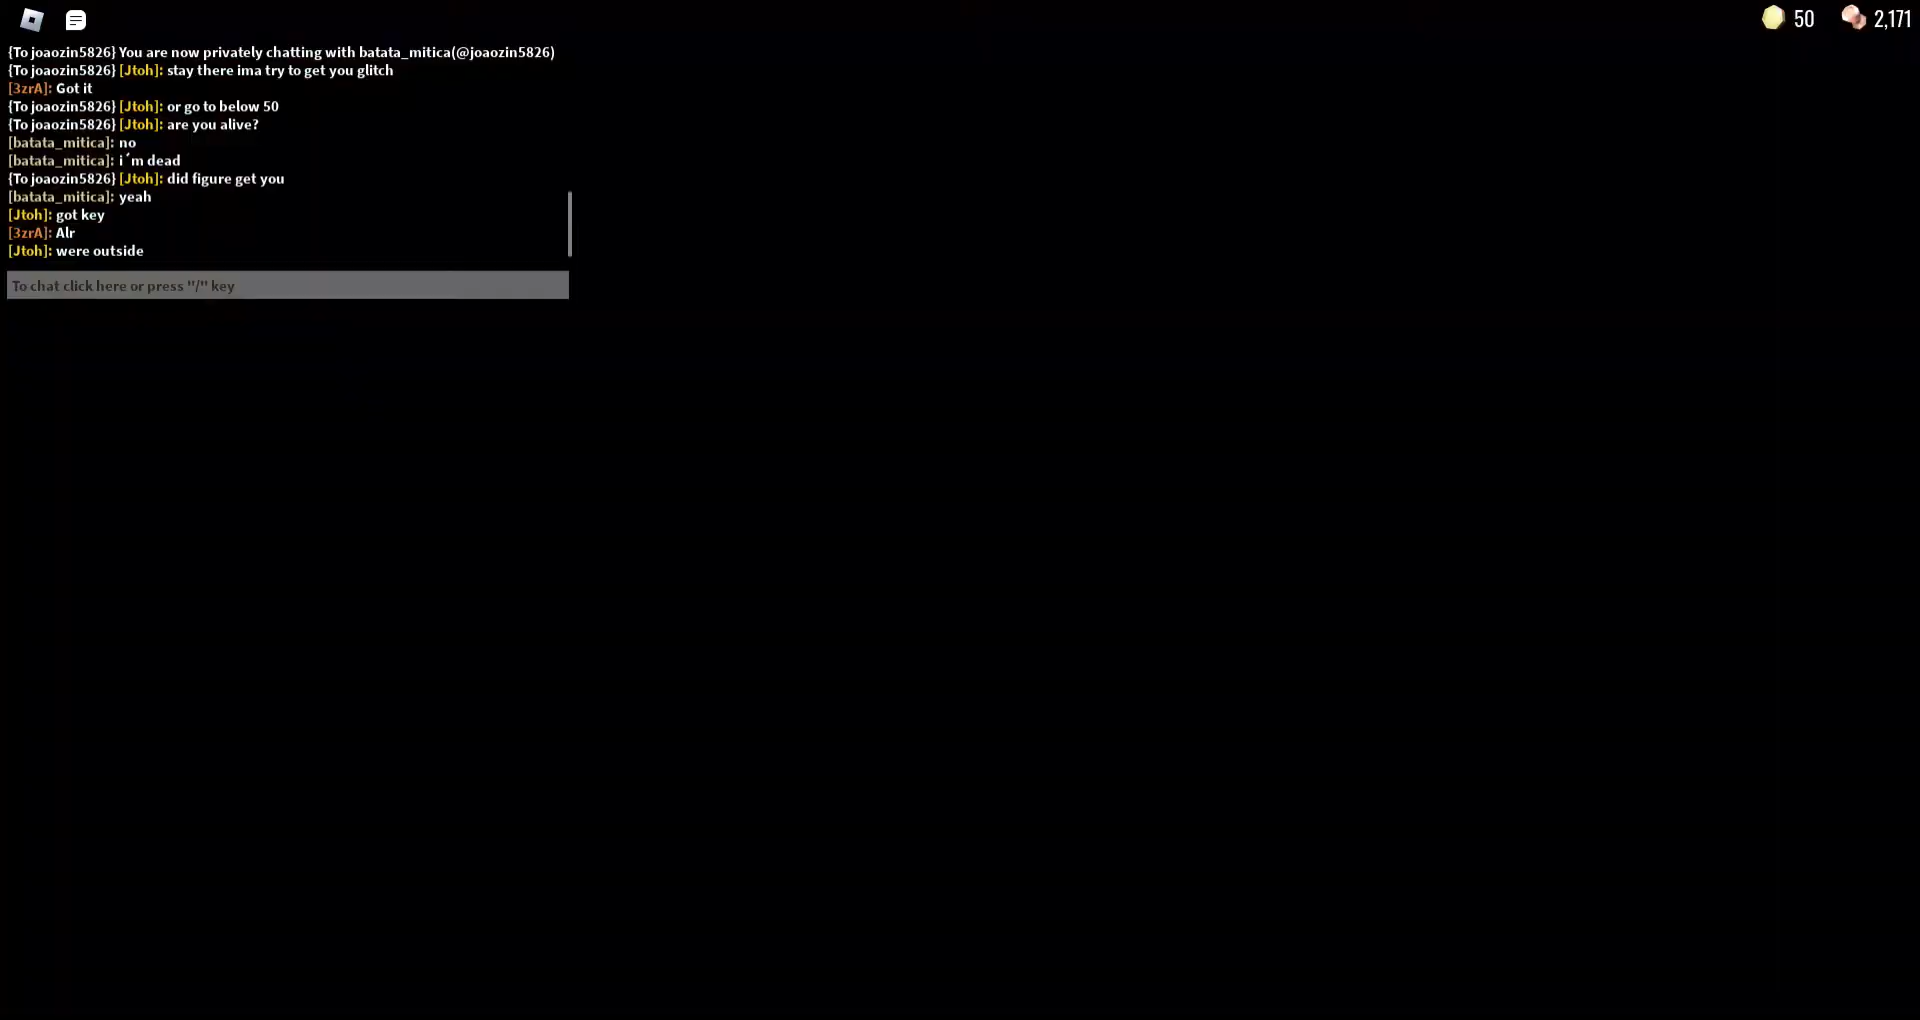 50 2,171
{To joaozin5826} You are now privately chatting with batata_mitica(@joaozin5826)
{To joaozin5826} [Jtoh]: stay there ima try to get you glitch
[3zrA]: Got it
{To joaozin5826} [Jtoh]: or go to below 50
{To joaozin5826} [Jtoh]: are you alive?
[batata_mitica]: no
[batata_mitica]: i´m dead
{To joaozin5826} [Jtoh]: did figure get you
[batata_mitica]: yeah
[Jtoh]: got key
[3zrA]: Alr
[Jtoh]: were outside
To chat click here or press "/" key